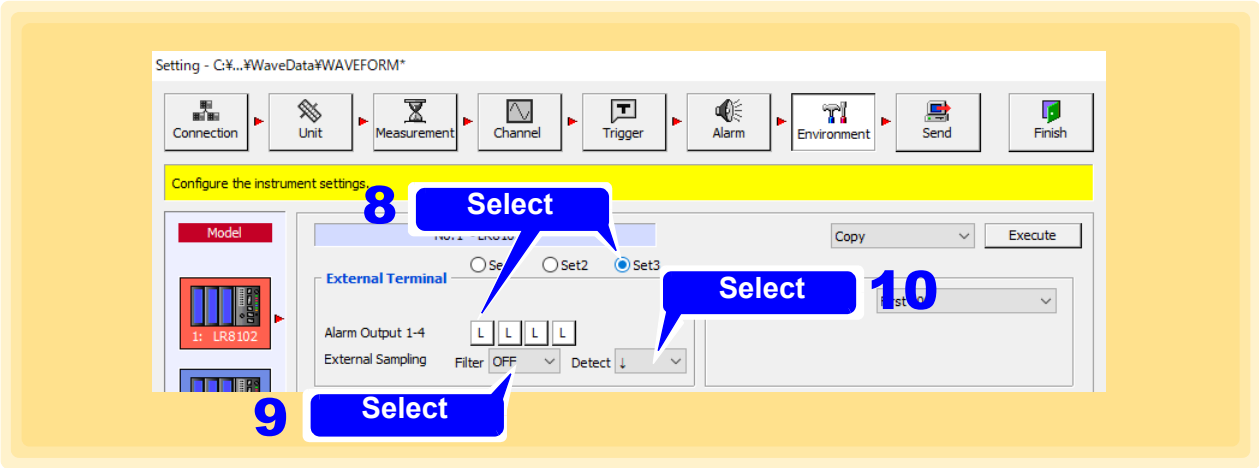 Setting - C:¥...¥WaveData¥WAVEFORM*
Connection Unit Measurement Channel Trigger Alarm Environment Send Finish
Configure the instrument settings.
8 Select
Model
Copy Execute
Set2 Set3
External Terminal
Select 10
1: LR8102
Alarm Output 1-4 L L L L
External Sampling Filter OFF Detect ↓
9 Select